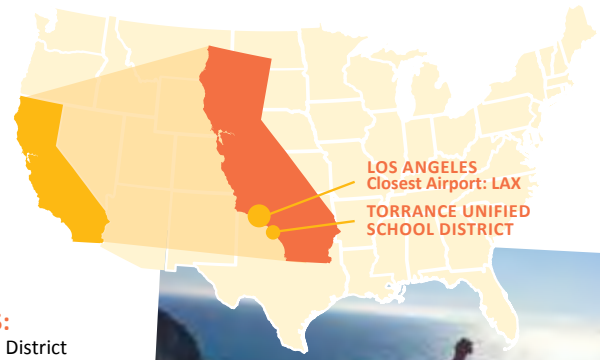 LOS ANGELES
Closest Airport: LAX
TORRANCE UNIFIED
SCHOOL DISTRICT
District